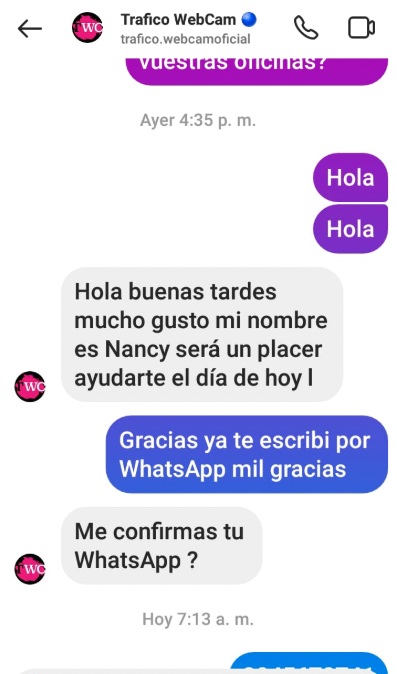 Trafico WebCam
trafico.webcamoficial
vuestras oficinas?
Ayer 4:35 p. m.
Hola
Hola
Hola buenas tardes
mucho gusto mi nombre
es Nancy será un placer
ayudarte el día de hoy l
TWC
Gracias ya te escribi por
WhatsApp mil gracias
Me confirmas tu
WhatsApp ?
TWC
Hoy 7:13 a. m.